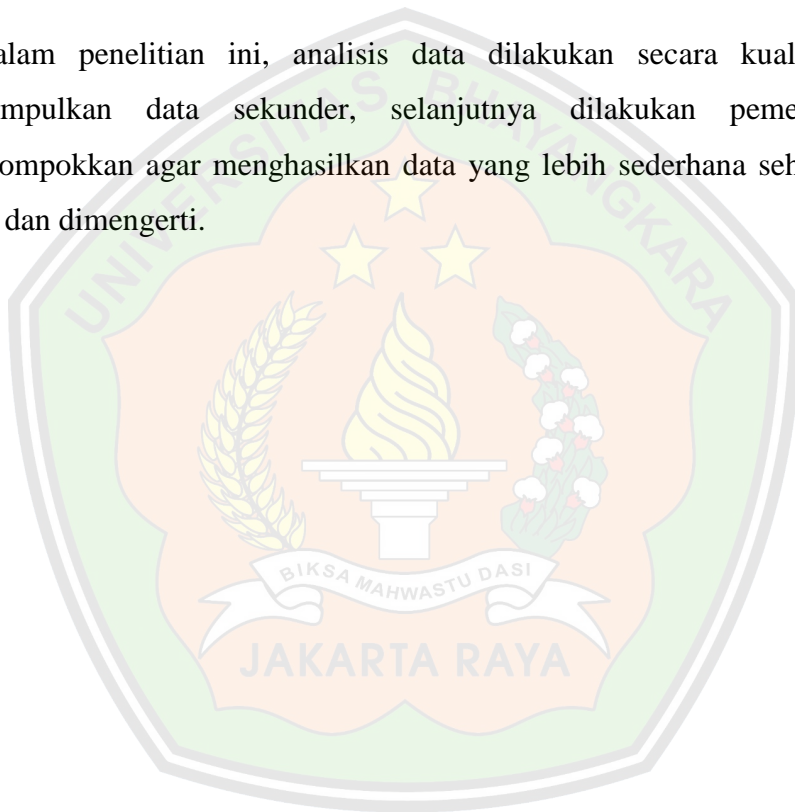 alam penelitian ini, analisis data dilakukan secara kual
mpulkan data sekunder, selanjutnya dilakukan peme
ompokkan agar menghasilkan data yang lebih sederhana seh
dan dimengerti.
UNIVERSITAS BHAYANGKARA
BIKSA MAHWASTU DASI
JAKARTA RAYA